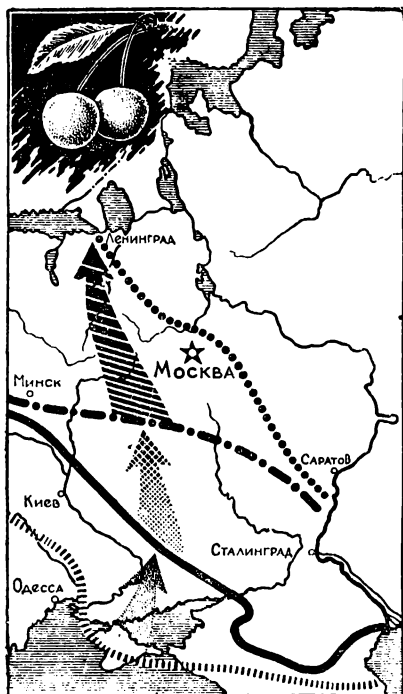 Ленинград
Москва
Минск
Саратов
Киев
Сталинград
Одесса